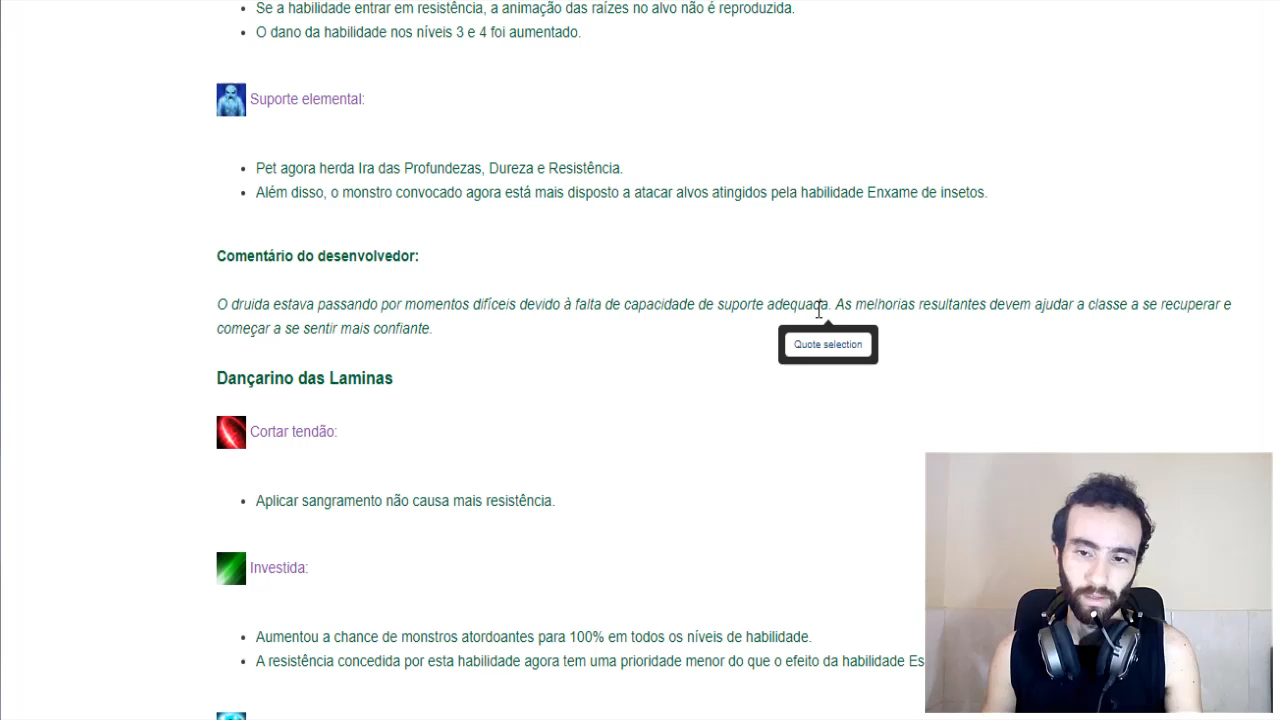 Se a habilidade entrar em resistência, a animação das raízes no alvo não é reproduzida.
O dano da habilidade nos níveis 3 e 4 foi aumentado.
Suporte elemental:
Pet agora herda Ira das Profundezas, Dureza e Resistência.
Além disso, o monstro convocado agora está mais disposto a atacar alvos atingidos pela habilidade Enxame de insetos.
Comentário do desenvolvedor:
O druida estava passando por momentos difíceis devido à falta de capacidade de suporte adequada. As melhorias resultantes devem ajudar a classe a se recuperar e
começar a se sentir mais confiante.
Quote selection
Dançarino das Laminas
Cortar tendão:
Aplicar sangramento não causa mais resistência.
Investida:
Aumentou a chance de monstros atordoantes para 100% em todos os níveis de habilidade.
A resistência concedida por esta habilidade agora tem uma prioridade menor do que o efeito da habilidade Es